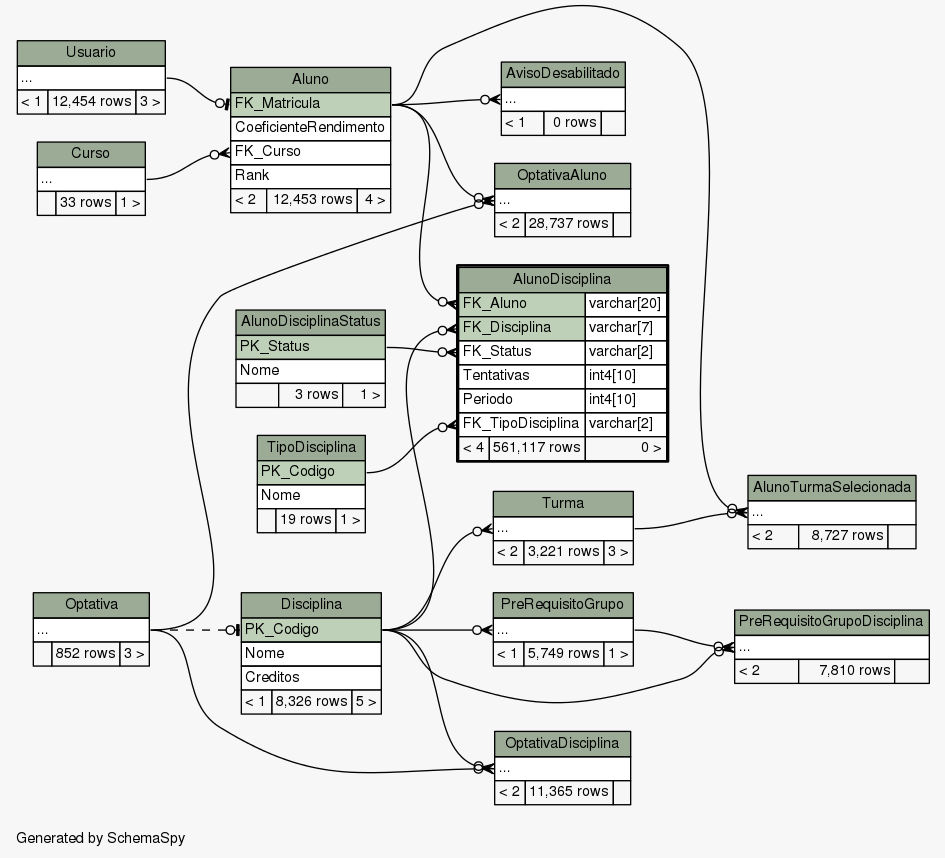 Usuario
...
< 1 12,454 rows 3 >
Curso
...
33 rows 1 >
Aluno
FK_Matricula
CoeficienteRendimento
FK_Curso
Rank
< 2 12,453 rows 4 >
AvisoDesabilitado
...
< 1 0 rows
OptativaAluno
...
< 2 28,737 rows
AlunoDisciplina
FK_Aluno varchar[20]
FK_Disciplina varchar[7]
FK_Status varchar[2]
Tentativas int4[10]
Periodo int4[10]
FK_TipoDisciplina varchar[2]
< 4 561,117 rows 0 >
AlunoDisciplinaStatus
PK_Status
Nome
3 rows 1 >
TipoDisciplina
PK_Codigo
Nome
19 rows 1 >
Turma
...
< 2 3,221 rows 3 >
AlunoTurmaSelecionada
...
< 2 8,727 rows
Optativa
...
852 rows 3 >
Disciplina
PK_Codigo
Nome
Creditos
< 1 8,326 rows 5 >
PreRequisitoGrupo
...
< 1 5,749 rows 1 >
PreRequisitoGrupoDisciplina
...
< 2 7,810 rows
OptativaDisciplina
...
< 2 11,365 rows
Generated by SchemaSpy